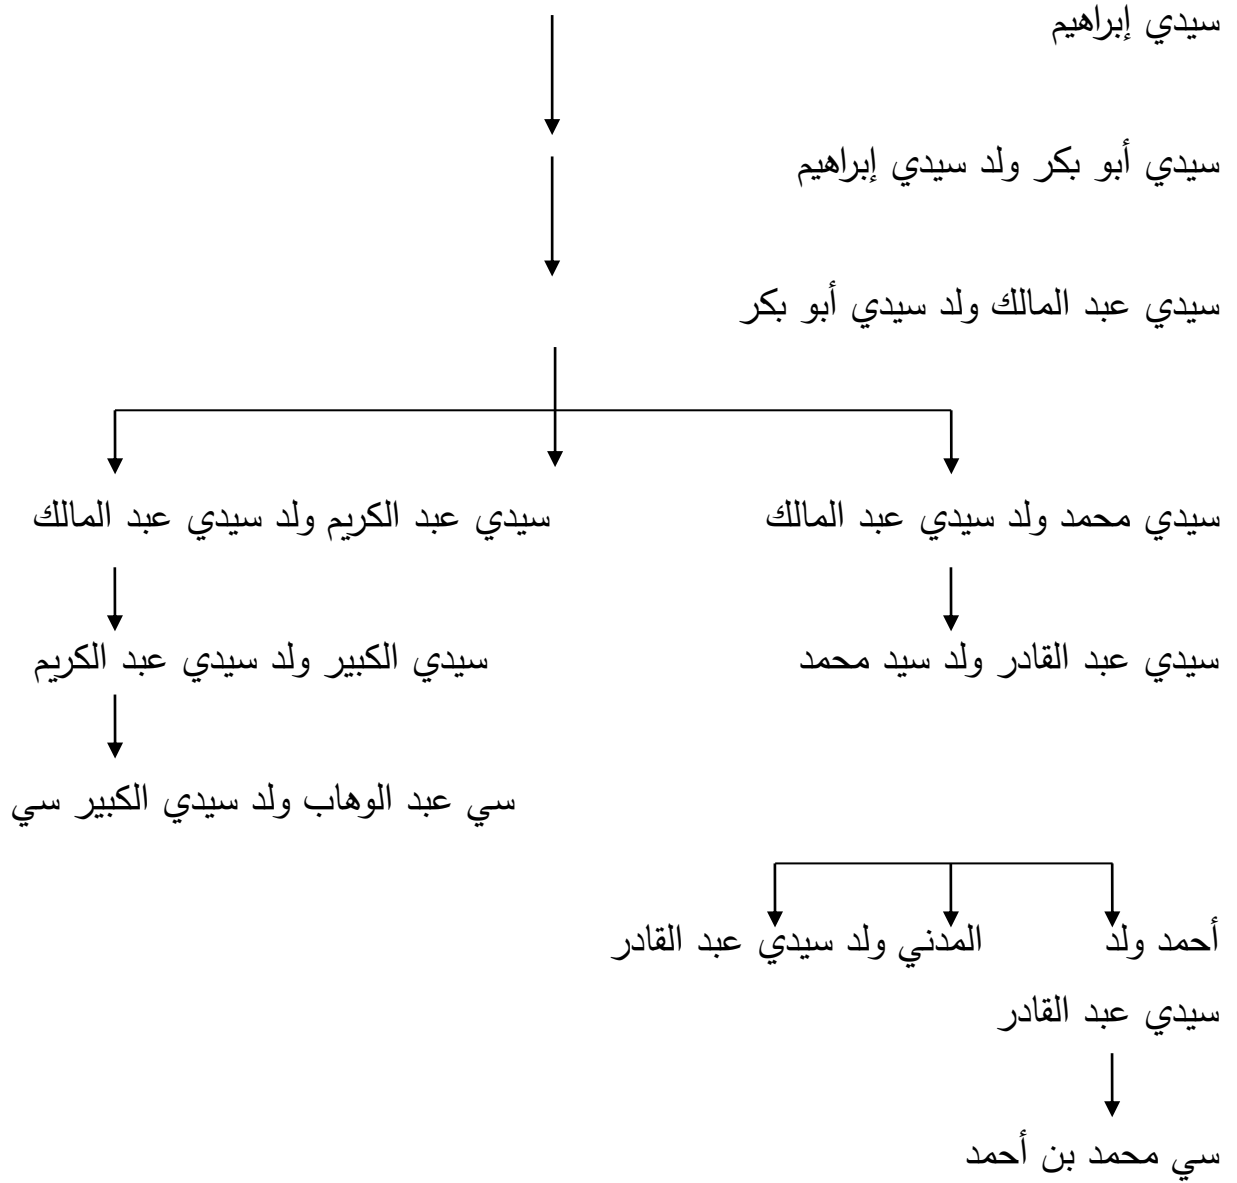 سيدي إبراهيم
سيدي أبو بكر ولد سيدي إبراهيم
سيدي عبد المالك ولد سيدي أبو بكر
سيدي محمد ولد سيدي عبد المالك سيدي عبد الكريم ولد سيدي عبد المالك
سيدي عبد القادر ولد سيد محمد سيدي الكبير ولد سيدي عبد الكريم
سي عبد الوهاب ولد سيدي الكبير سي
أحمد ولد المدني ولد سيدي عبد القادر
سيدي عبد القادر
سي محمد بن أحمد